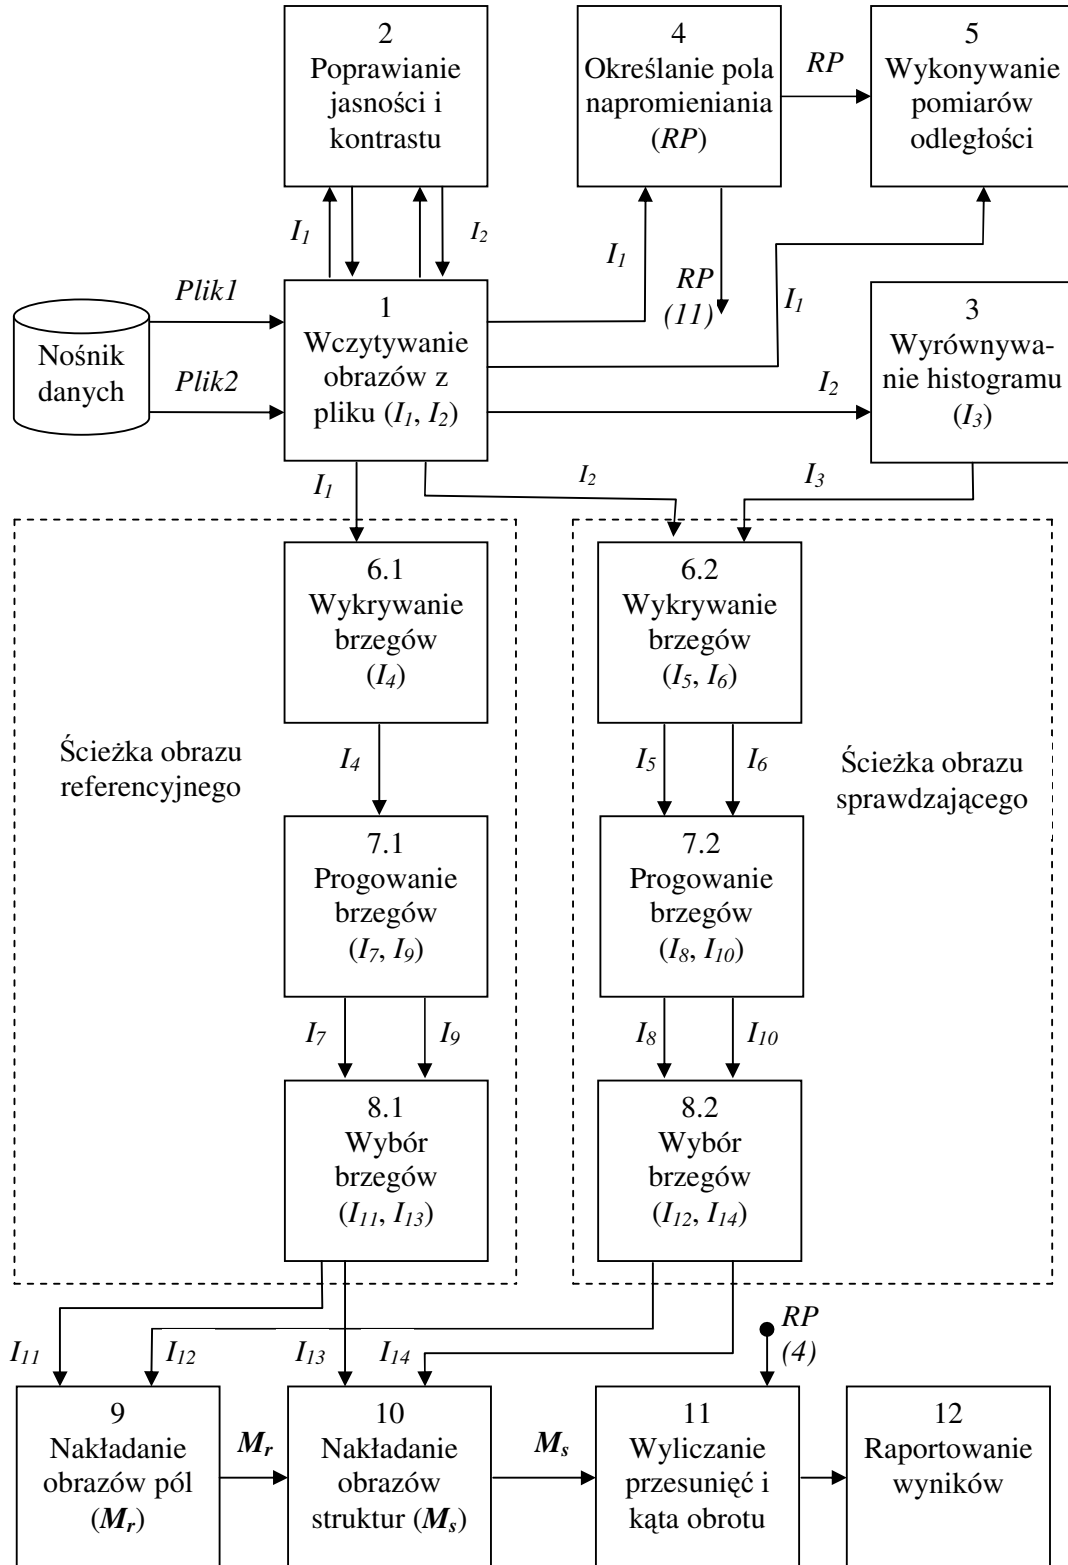 2
Poprawianie
jasności i
kontrastu
4
Określanie pola
napromieniania
(RP)
RP
5
Wykonywanie
pomiarów
odległości
I1
I2
I1
RP
(11)
I1
Nośnik
danych
Plik1
Plik2
1
Wczytywanie
obrazów z
pliku (I1, I2)
I2
3
Wyrównywa-
nie histogramu
(I3)
I1
I2
I3
Ścieżka obrazu
referencyjnego
6.1
Wykrywanie
brzegów
(I4)
I4
7.1
Progowanie
brzegów
(I7, I9)
I7
I9
8.1
Wybór
brzegów
(I11, I13)
6.2
Wykrywanie
brzegów
(I5, I6)
I5
I6
7.2
Progowanie
brzegów
(I8, I10)
I8
I10
8.2
Wybór
brzegów
(I12, I14)
Ścieżka obrazu
sprawdzającego
I11
I12
I13
I14
RP
(4)
9
Nakładanie
obrazów pól
(Mr)
Mr
10
Nakładanie
obrazów
struktur (Ms)
Ms
11
Wyliczanie
przesunięć i
kąta obrotu
12
Raportowanie
wyników